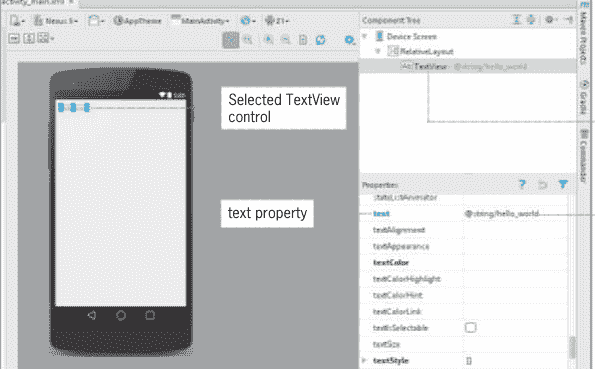 activity_main.xml ×
Nexus 5 AppTheme MainActivity 21
Component Tree
Device Screen
RelativeLayout
Ab TextView - @string/hello_world
Maven Projects
Gradle
Commander
Selected TextView
control
text property
Properties
stateListAnimator
text @string/hello_world
textAlignment
textAppearance
textColor
textColorHighlight
textColorHint
textColorLink
textIsSelectable
textSize
textStyle []